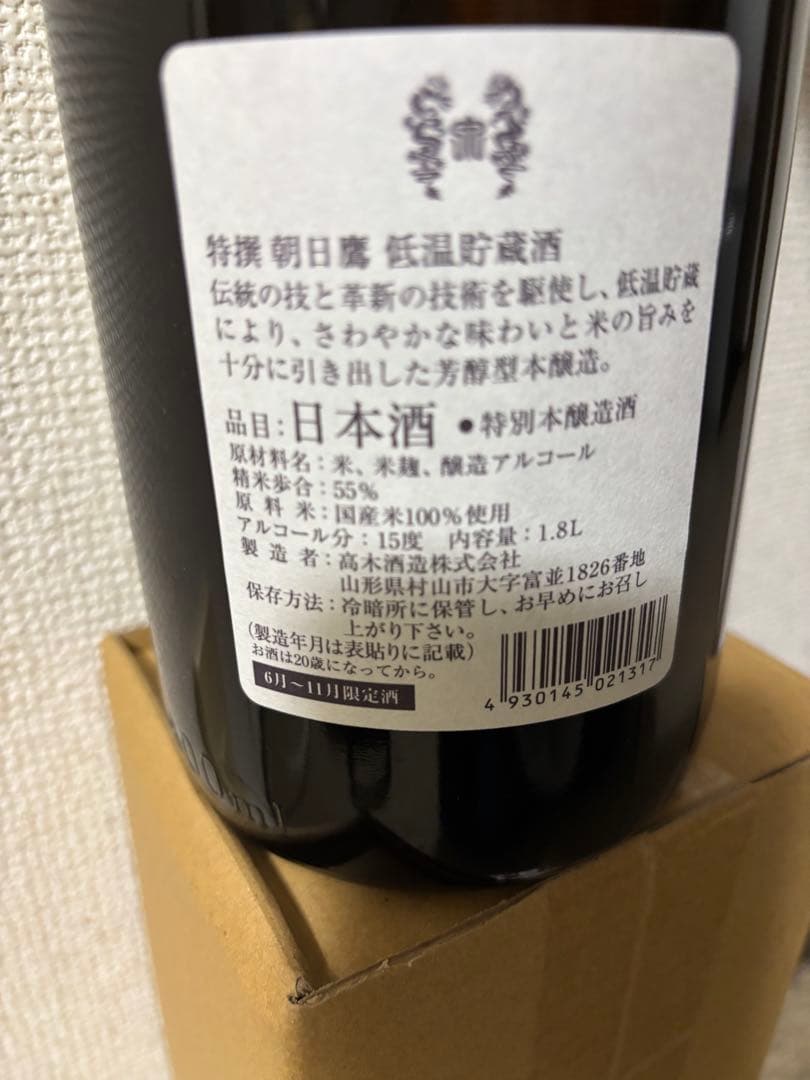 特撰 朝日鷹 低温貯蔵酒
伝統の技と革新の技術を駆使し、低温貯蔵
により、さわやかな味わいと米の旨みを
十分に引き出した芳醇型本醸造。
品目：日本酒 ●特別本醸造酒
原材料名：米、米麹、醸造アルコール
精米歩合：55％
原料米：国産米100％使用
アルコール分：15度 内容量：1.8L
製造者：高木酒造株式会社
山形県村山市大字富並1826番地
保存方法：冷暗所に保管し、お早めにお召し
上がり下さい。
(製造年月は表貼りに記載)
お酒は20歳になってから。
6月～11月限定酒
4 930145 021317
00ml